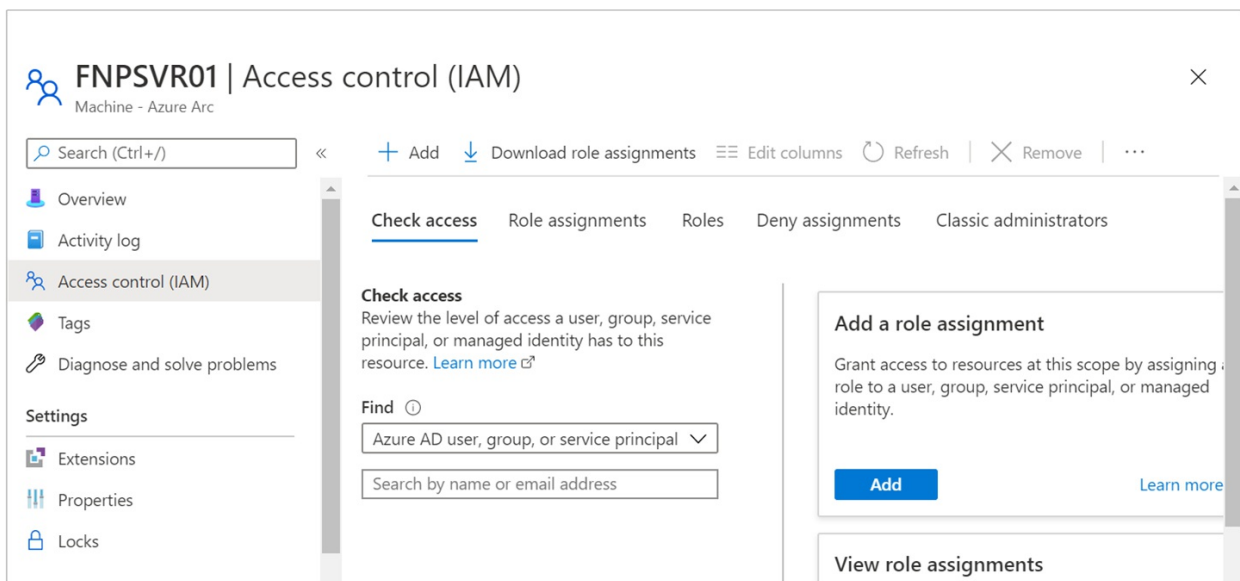 FNPSVR01 | Access control (IAM)
Machine - Azure Arc
Search (Ctrl+/)
Overview
Activity log
Access control (IAM)
Tags
Diagnose and solve problems
Settings
Extensions
Properties
Locks
Add
Download role assignments
Edit columns
Refresh
Remove
Check access
Role assignments
Roles
Deny assignments
Classic administrators
Check access
Review the level of access a user, group, service
principal, or managed identity has to this
resource. Learn more
Find
Azure AD user, group, or service principal
Search by name or email address
Add a role assignment
Grant access to resources at this scope by assigning a
role to a user, group, service principal, or managed
identity.
Add
Learn more
View role assignments